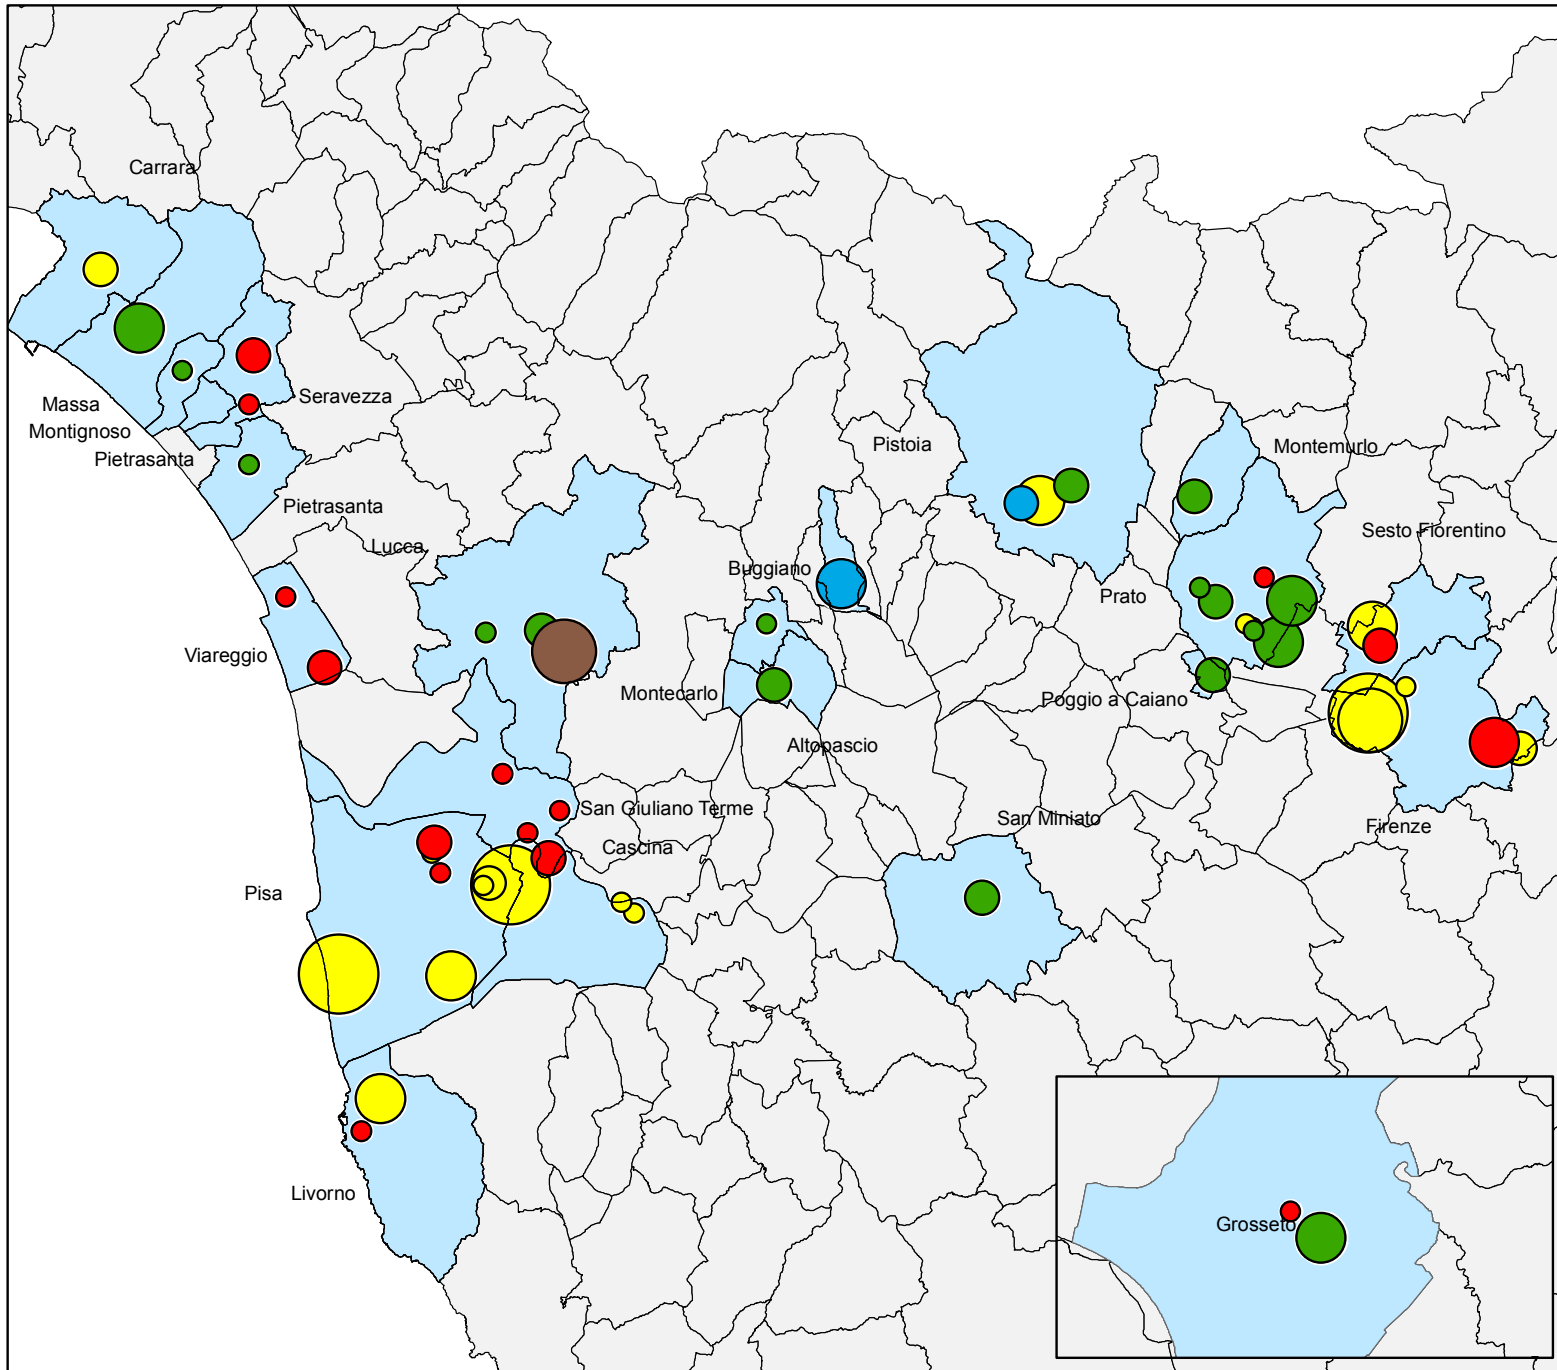 Carrara
Seravezza
Massa
Montignoso
Pietrasanta
Pistoia
Montemurlo
Pietrasanta
Sesto Fiorentino
Lucca
Buggiano
Prato
Viareggio
Montecarlo
Poggio a Caiano
Altopascio
San Giuliano Terme
San Miniato
Firenze
Cascina
Pisa
Livorno
Grosseto